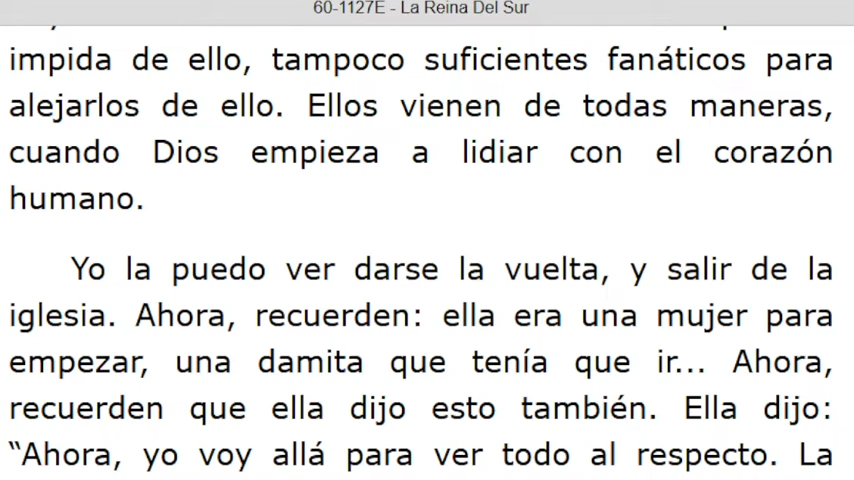 60-1127E - La Reina Del Sur
impida de ello, tampoco suficientes fanáticos para
alejarlos de ello. Ellos vienen de todas maneras,
cuando Dios empieza a lidiar con el corazón
humano.
Yo la puedo ver darse la vuelta, y salir de la
iglesia. Ahora, recuerden: ella era una mujer para
empezar, una damita que tenía que ir... Ahora,
recuerden que ella dijo esto también. Ella dijo:
“Ahora, yo voy allá para ver todo al respecto. La